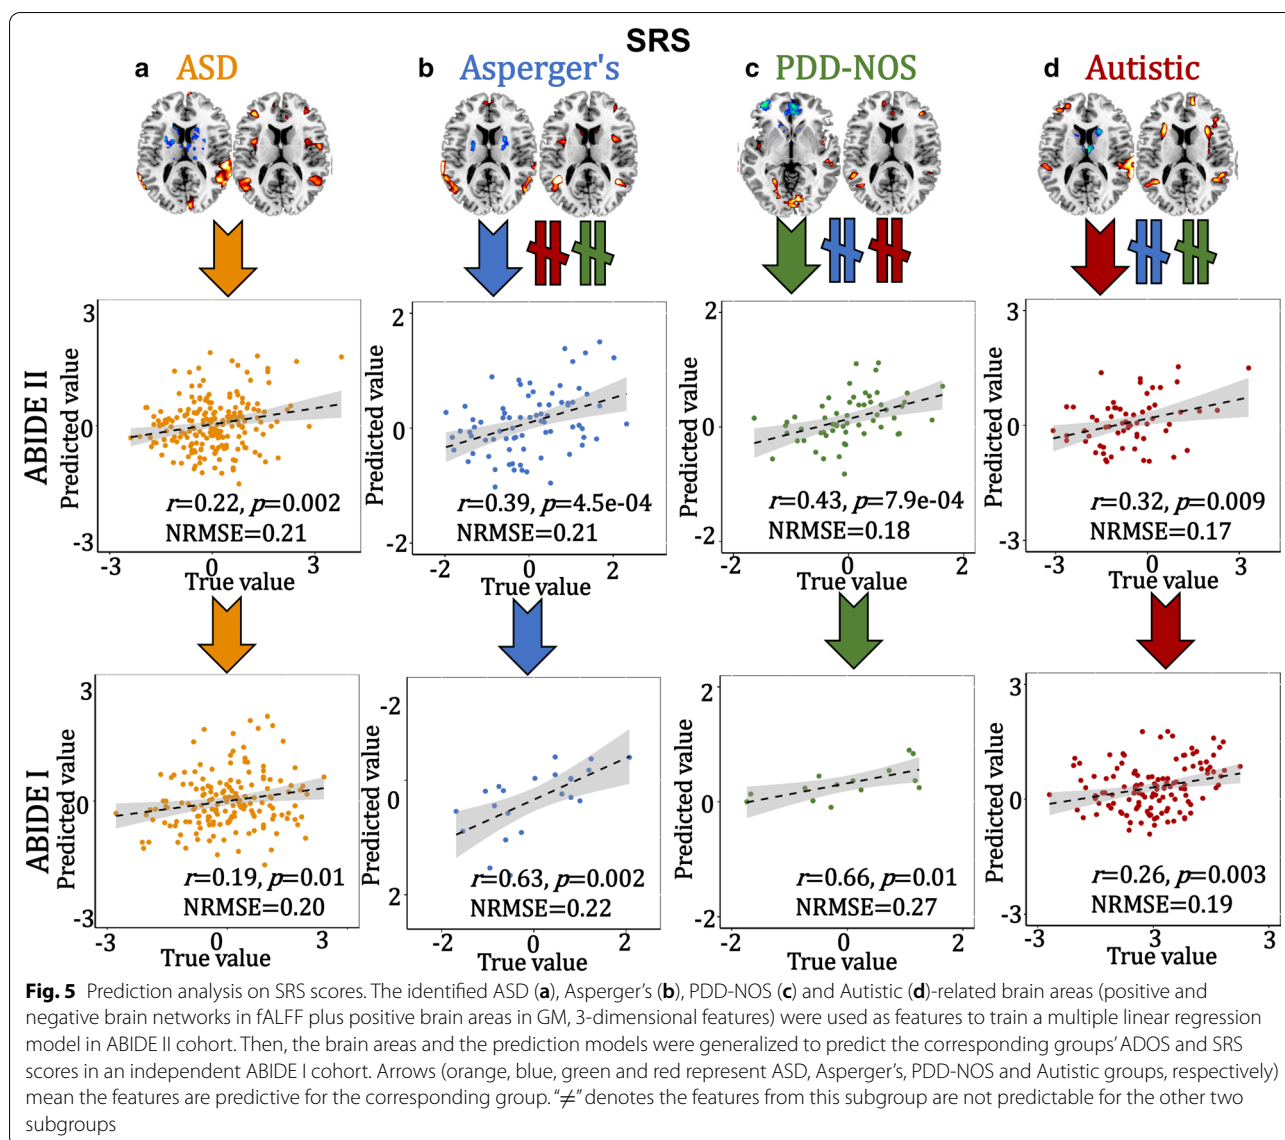 SRS
a ASD
b Asperger's
c PDD-NOS
d Autistic
ABIDE II
3
0
-3
Predicted value
r=0.22, p=0.002
NRMSE=0.21
-3 0 3
True value
2
0
-2
Predicted value
r=0.39, p=4.5e-04
NRMSE=0.21
-2 0 2
True value
2
0
-2
Predicted value
r=0.43, p=7.9e-04
NRMSE=0.18
-2 0 2
True value
3
0
-3
Predicted value
r=0.32, p=0.009
NRMSE=0.17
-3 0 3
True value
ABIDE I
3
0
-3
Predicted value
r=0.19, p=0.01
NRMSE=0.20
-3 0 3
True value
-2
0
2
Predicted value
r=0.63, p=0.002
NRMSE=0.22
-2 0 2
True value
2
0
-2
Predicted value
r=0.66, p=0.01
NRMSE=0.27
-2 0 2
True value
3
0
-3
Predicted value
r=0.26, p=0.003
NRMSE=0.19
-3 3 3
True value
Fig. 5 Prediction analysis on SRS scores. The identified ASD (a), Asperger's (b), PDD-NOS (c) and Autistic (d)-related brain areas (positive and
negative brain networks in fALFF plus positive brain areas in GM, 3-dimensional features) were used as features to train a multiple linear regression
model in ABIDE II cohort. Then, the brain areas and the prediction models were generalized to predict the corresponding groups' ADOS and SRS
scores in an independent ABIDE I cohort. Arrows (orange, blue, green and red represent ASD, Asperger's, PDD-NOS and Autistic groups, respectively)
mean the features are predictive for the corresponding group. "≠" denotes the features from this subgroup are not predictable for the other two
subgroups